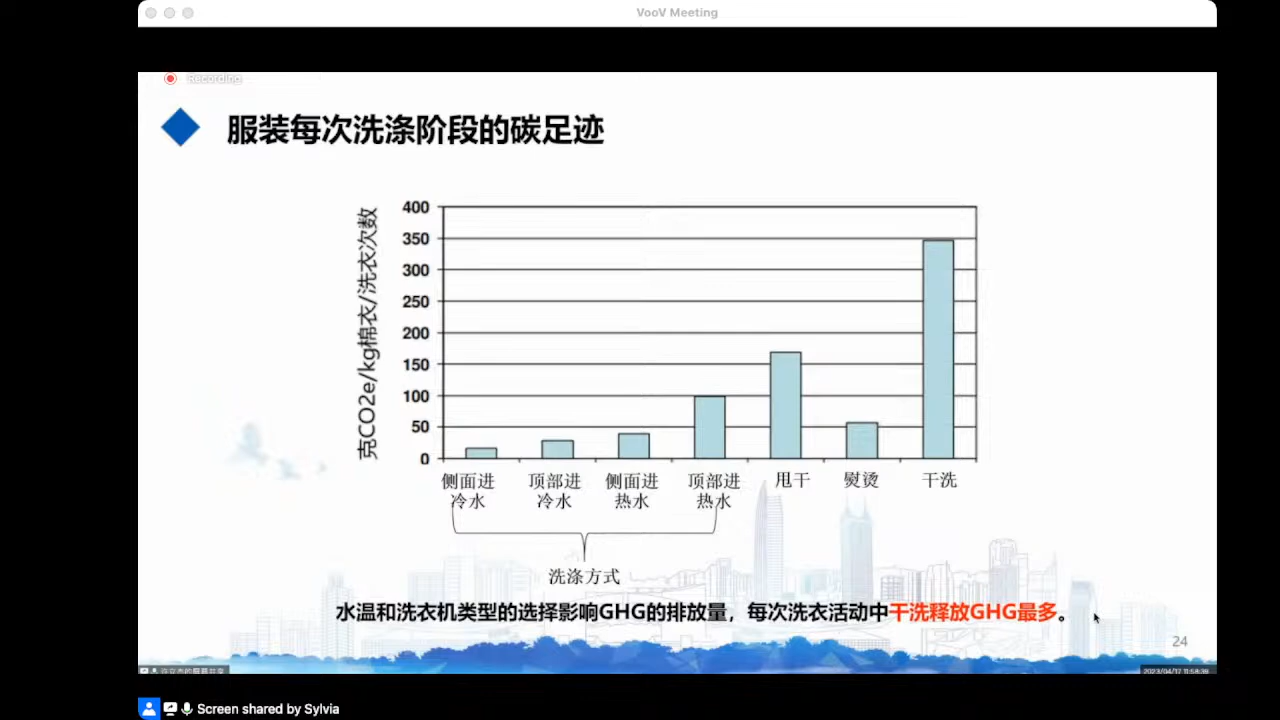 VooV Meeting
Recording
服装每次洗涤阶段的碳足迹
克CO2e/kg棉衣/洗衣次数
400
350
300
250
200
150
100
50
0
侧面进
冷水
顶部进
冷水
侧面进
热水
顶部进
热水
甩干
熨烫
干洗
洗涤方式
水温和洗衣机类型的选择影响GHG的排放量，每次洗衣活动中干洗释放GHG最多。
24
Screen shared by Sylvia